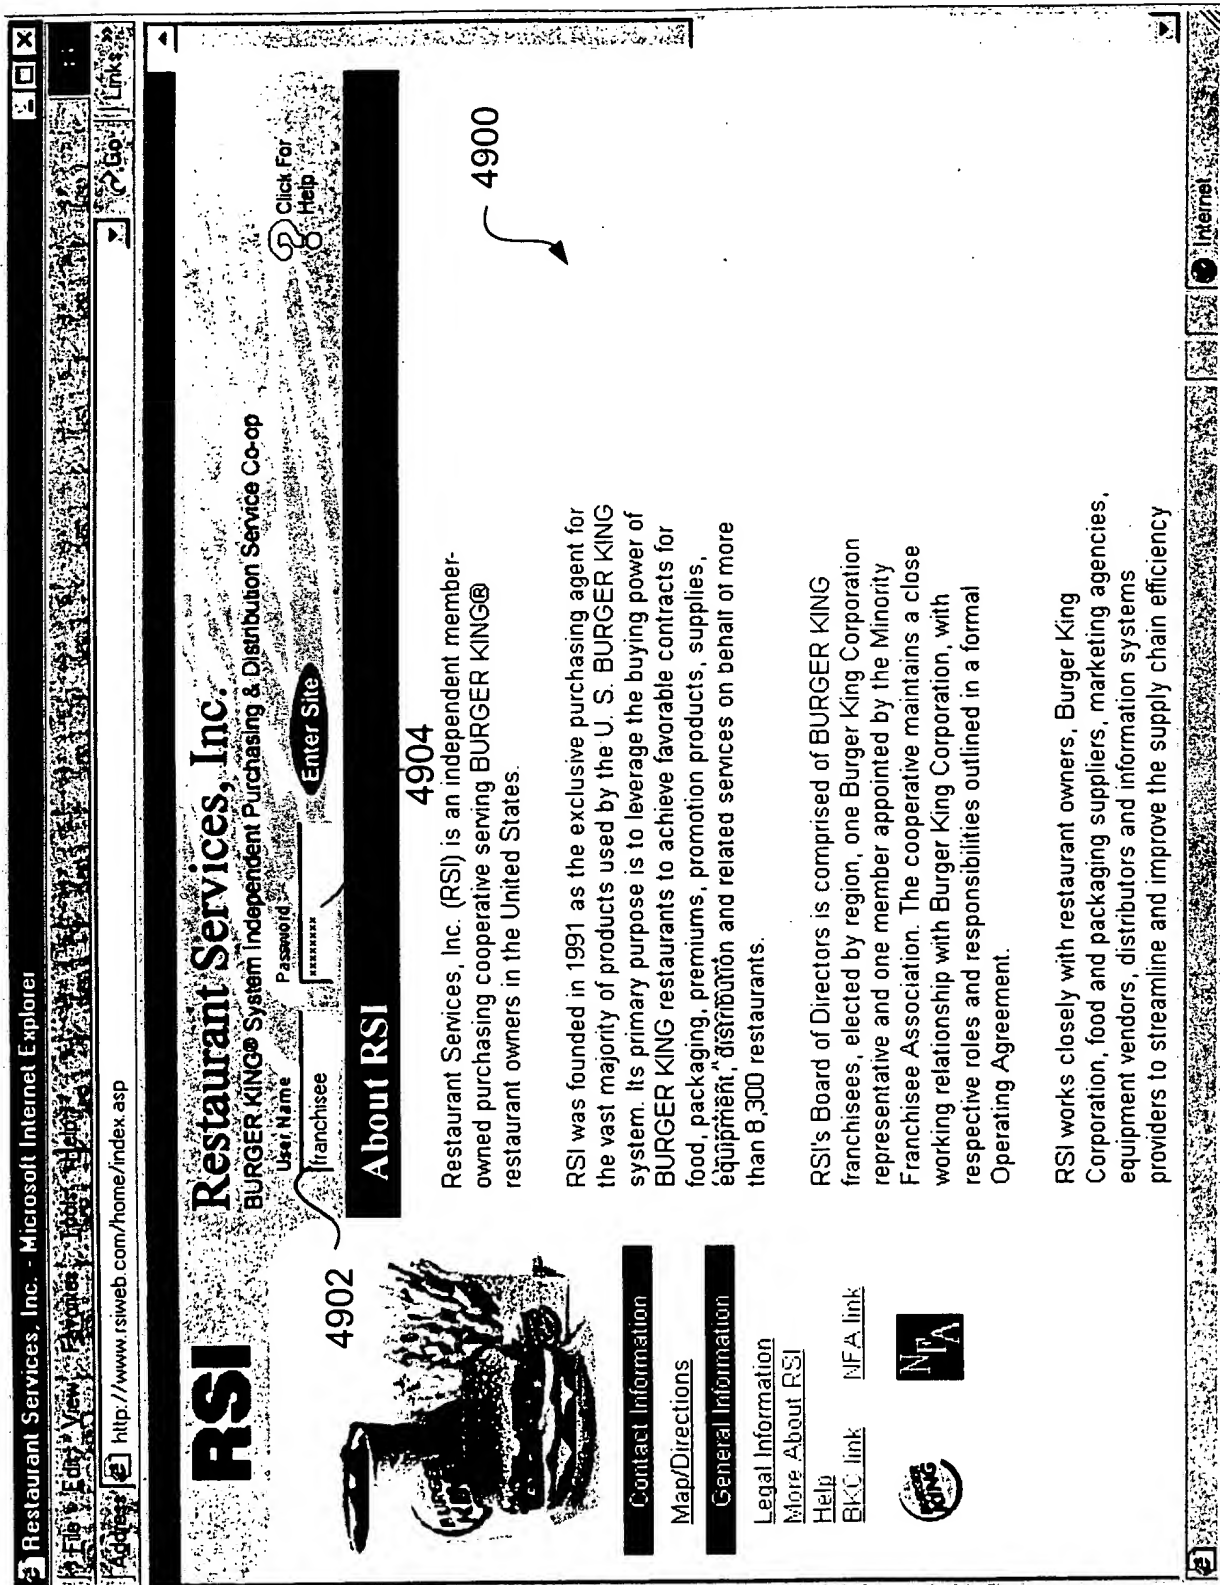 Restaurant Services, Inc. - Microsoft Internet Explorer
File Edit View Favorites Tools Help
Address http://www.rsiweb.com/home/index.asp Go Links »
RSI
Restaurant Services, Inc.
BURGER KING® System Independent Purchasing & Distribution Service Co-op
User Name Password
franchisee ******** Enter Site
Click For
Help
4902
4904
4900
About RSI
Restaurant Services, Inc. (RSI) is an independent member-
owned purchasing cooperative serving BURGER KING®
restaurant owners in the United States.
RSI was founded in 1991 as the exclusive purchasing agent for
the vast majority of products used by the U. S. BURGER KING
system. Its primary purpose is to leverage the buying power of
BURGER KING restaurants to achieve favorable contracts for
food, packaging, premiums, promotion products, supplies,
equipment, distribution and related services on behalf of more
than 8,300 restaurants.
RSI's Board of Directors is comprised of BURGER KING
franchisees, elected by region, one Burger King Corporation
representative and one member appointed by the Minority
Franchisee Association. The cooperative maintains a close
working relationship with Burger King Corporation, with
respective roles and responsibilities outlined in a formal
Operating Agreement.
RSI works closely with restaurant owners, Burger King
Corporation, food and packaging suppliers, marketing agencies,
equipment vendors, distributors and information systems
providers to streamline and improve the supply chain efficiency
Contact Information
Map/Directions
General Information
Legal Information
More About RSI
Help
BKC link NFA link
BURGER KING
NFA
Internet